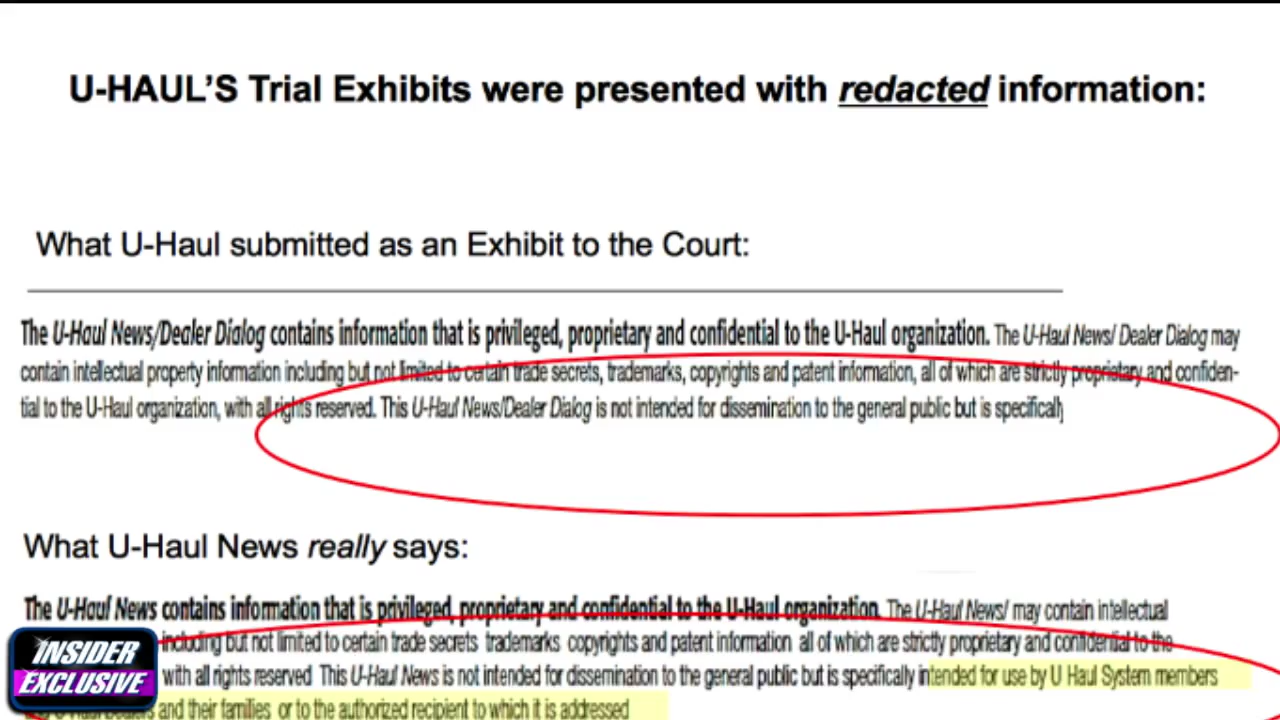 U-HAUL’S Trial Exhibits were presented with redacted information:
What U-Haul submitted as an Exhibit to the Court:
The U-Haul News/Dealer Dialog contains information that is privileged, proprietary and confidential to the U-Haul organization. The U-Haul News/ Dealer Dialog may
contain intellectual property information including but not limited to certain trade secrets, trademarks, copyrights and patent information, all of which are strictly proprietary and confiden-
tial to the U-Haul organization, with all rights reserved. This U-Haul News/Dealer Dialog is not intended for dissemination to the general public but is specifically
What U-Haul News really says:
The U-Haul News contains information that is privileged, proprietary and confidential to the U-Haul organization. The U-Haul News/ may contain intellectual
including but not limited to certain trade secrets trademarks copyrights and patent information all of which are strictly proprietary and confidential to the
with all rights reserved This U-Haul News is not intended for dissemination to the general public but is specifically intended for use by U Haul System members
and their families or to the authorized recipient to which it is addressed
INSIDER
EXCLUSIVE